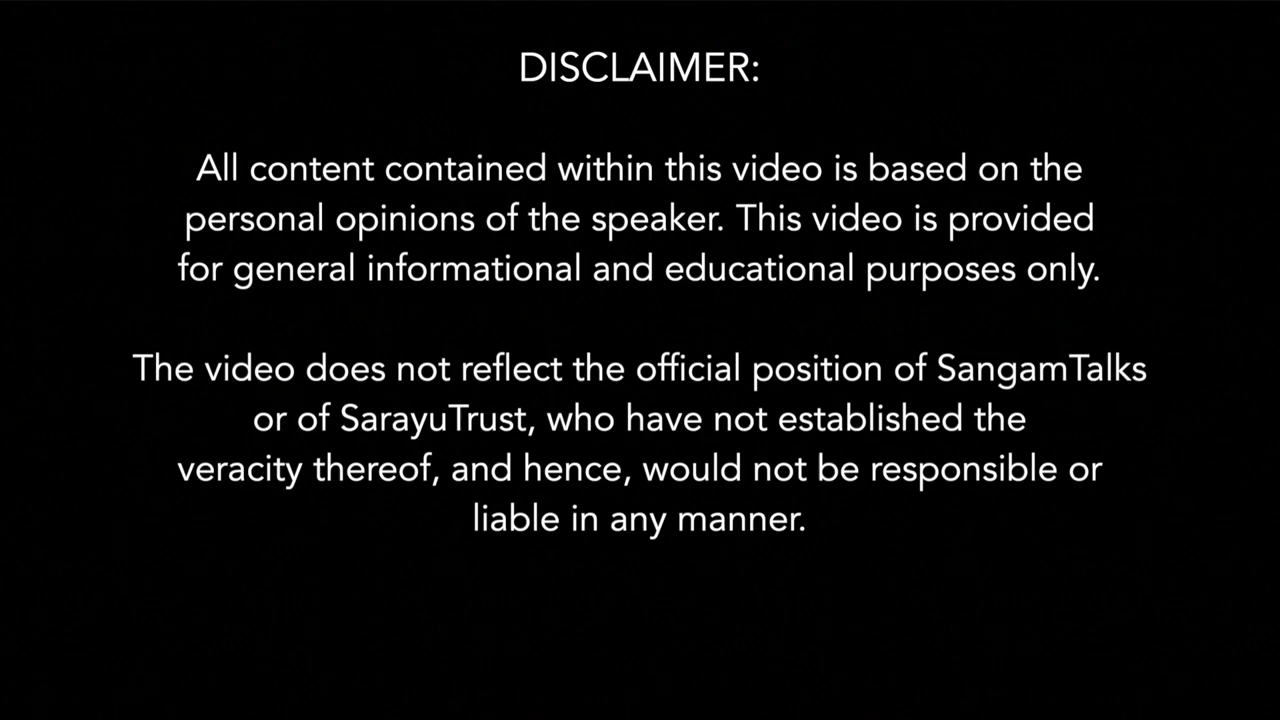 DISCLAIMER:
All content contained within this video is based on the
personal opinions of the speaker. This video is provided
for general informational and educational purposes only.
The video does not reflect the official position of SangamTalks
or of SarayuTrust, who have not established the
veracity thereof, and hence, would not be responsible or
liable in any manner.